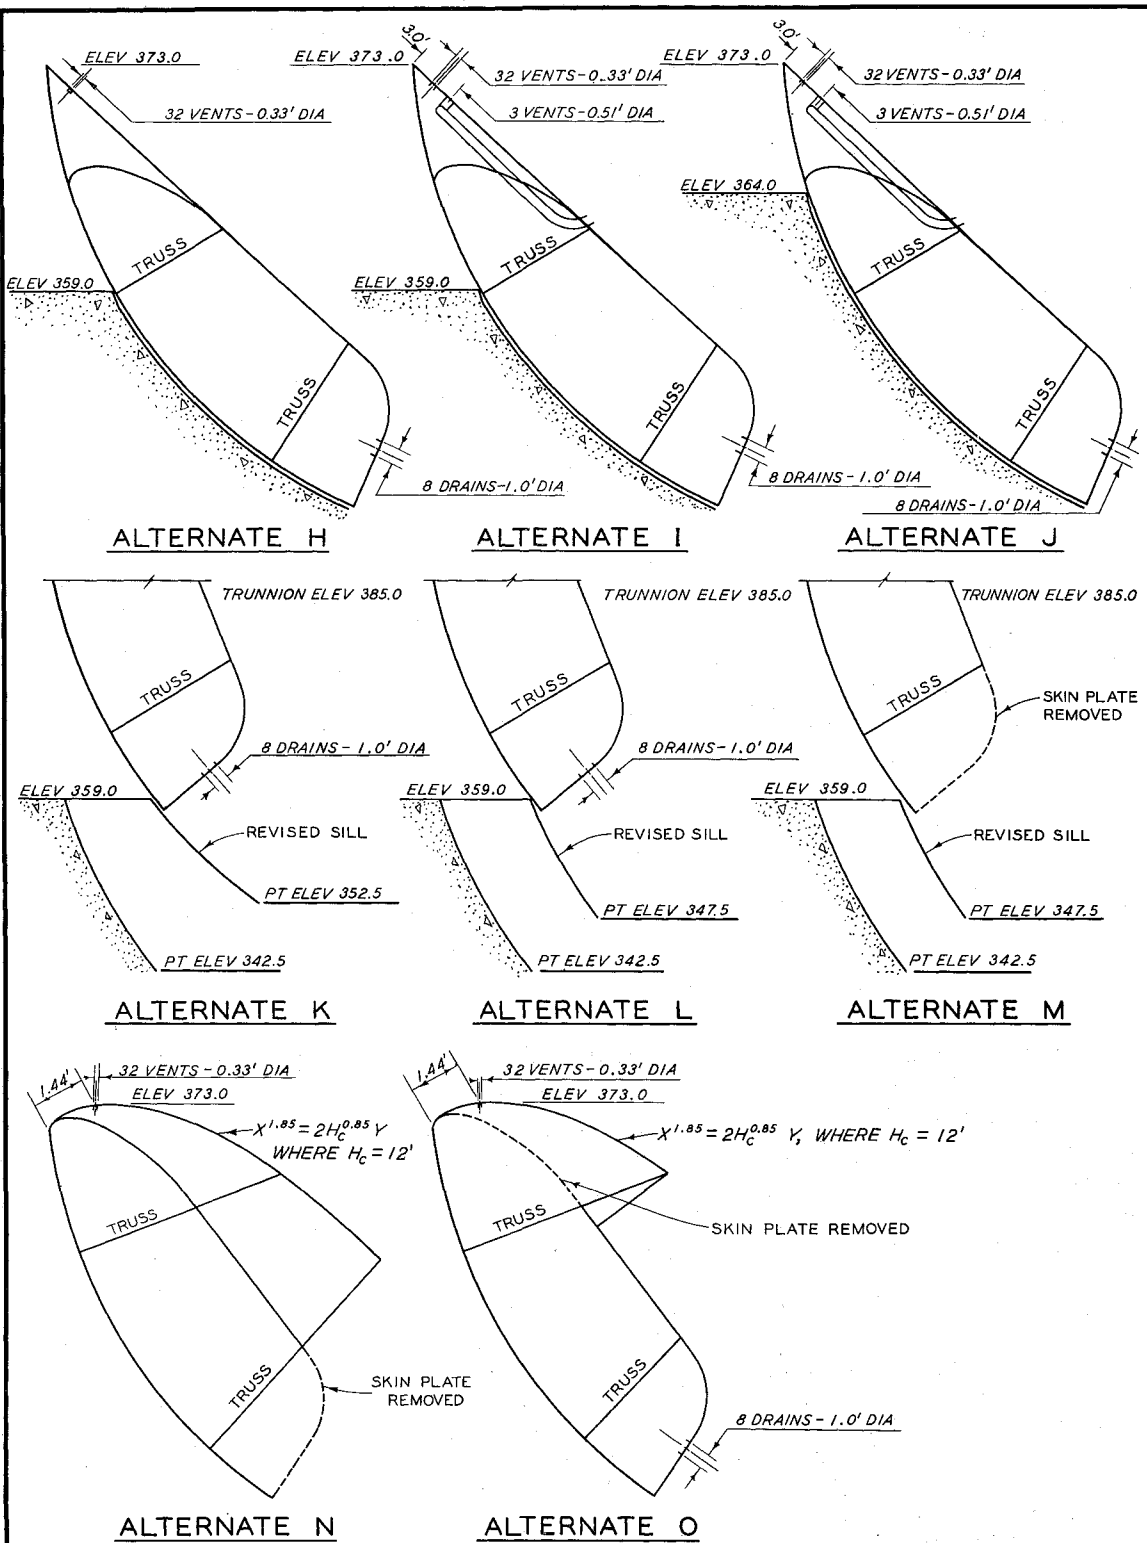 ELEV 373.0
32 VENTS-0.33' DIA
TRUSS
ELEV 359.0
TRUSS
8 DRAINS-1.0' DIA
ALTERNATE H
3.0'
ELEV 373.0
32 VENTS-0.33' DIA
3 VENTS-0.51' DIA
TRUSS
ELEV 359.0
TRUSS
8 DRAINS-1.0' DIA
ALTERNATE I
3.0'
ELEV 373.0
32 VENTS-0.33' DIA
3 VENTS-0.51' DIA
ELEV 364.0
TRUSS
TRUSS
8 DRAINS-1.0' DIA
ALTERNATE J
TRUNNION ELEV 385.0
TRUSS
8 DRAINS-1.0' DIA
ELEV 359.0
REVISED SILL
PT ELEV 352.5
PT ELEV 342.5
ALTERNATE K
TRUNNION ELEV 385.0
TRUSS
8 DRAINS-1.0' DIA
ELEV 359.0
REVISED SILL
PT ELEV 347.5
PT ELEV 342.5
ALTERNATE L
TRUNNION ELEV 385.0
TRUSS
SKIN PLATE
REMOVED
ELEV 359.0
REVISED SILL
PT ELEV 347.5
PT ELEV 342.5
ALTERNATE M
1.44'
32 VENTS-0.33' DIA
ELEV 373.0
X^1.85 = 2H_c^0.85 Y
WHERE H_c = 12'
TRUSS
TRUSS
SKIN PLATE
REMOVED
ALTERNATE N
1.44'
32 VENTS-0.33' DIA
ELEV 373.0
X^1.85 = 2H_c^0.85 Y, WHERE H_c = 12'
TRUSS
SKIN PLATE REMOVED
TRUSS
8 DRAINS-1.0' DIA
ALTERNATE O